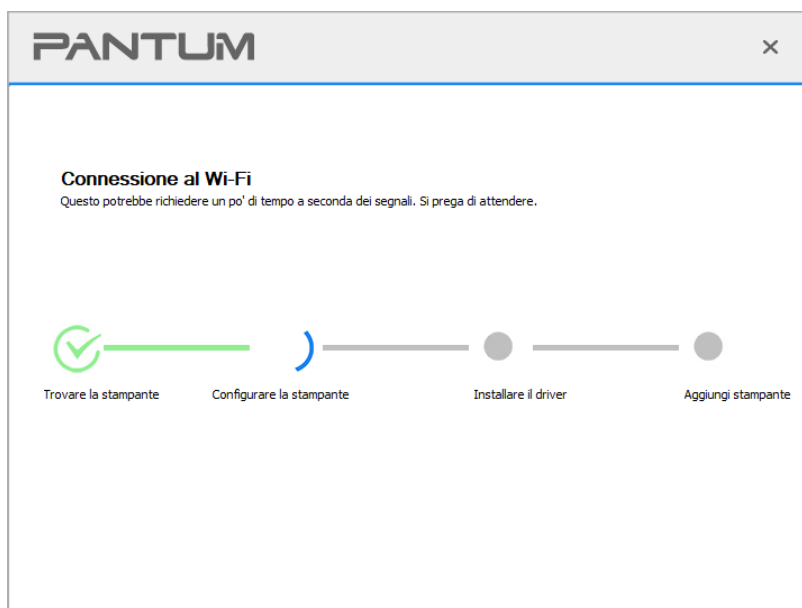 PANTUM
Connessione al Wi-Fi
Questo potrebbe richiedere un po' di tempo a seconda dei segnali. Si prega di attendere.
Trovare la stampante
Configurare la stampante
Installare il driver
Aggiungi stampante